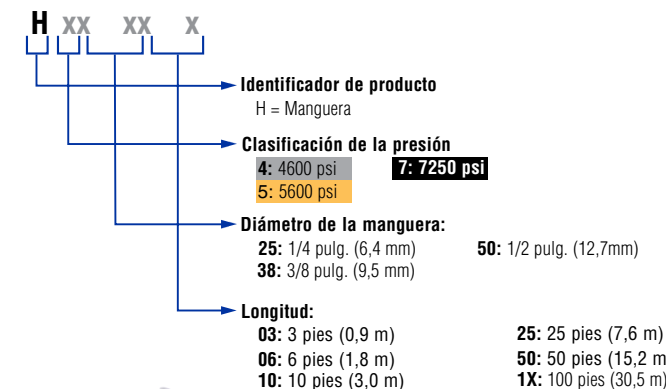 H XX XX X
Identificador de producto
H = Manguera
Clasificación de la presión
4: 4600 psi 7: 7250 psi
5: 5600 psi
Diámetro de la manguera:
25: 1/4 pulg. (6,4 mm) 50: 1/2 pulg. (12,7mm)
38: 3/8 pulg. (9,5 mm)
Longitud:
03: 3 pies (0,9 m) 25: 25 pies (7,6 m)
06: 6 pies (1,8 m) 50: 50 pies (15,2 m
10: 10 pies (3,0 m) 1X: 100 pies (30,5 m)